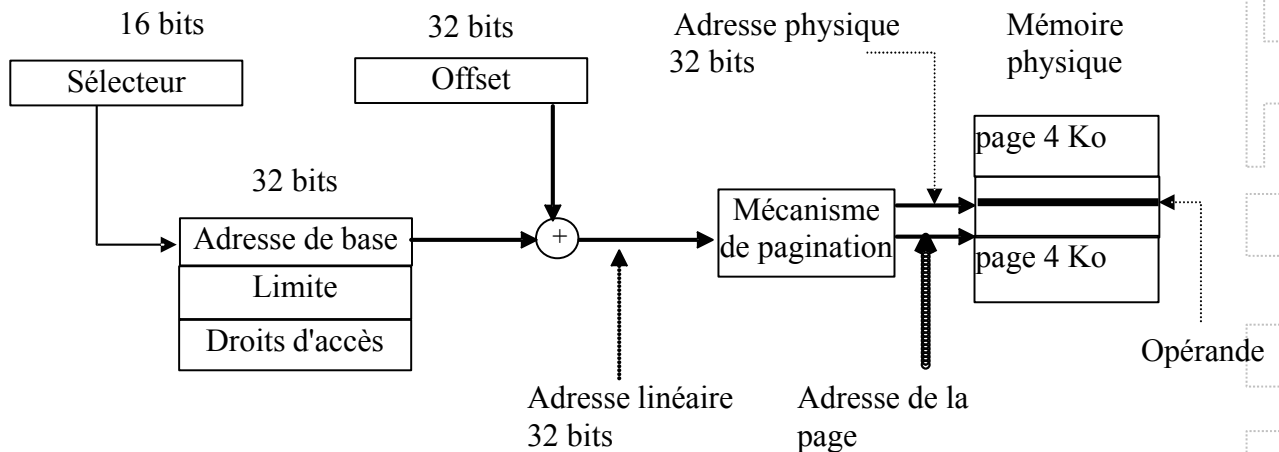 16 bits
32 bits
Adresse physique
32 bits
Mémoire
physique
Sélecteur
Offset
page 4 Ko
32 bits
Adresse de base
+
Mécanisme
de pagination
page 4 Ko
Limite
Droits d'accès
Opérande
Adresse linéaire
32 bits
Adresse de la
page